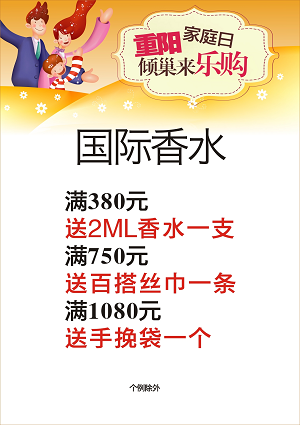 重阳家庭日
倾巢来乐购
国际香水
满380元
送2ML香水一支
满750元
送百搭丝巾一条
满1080元
送手挽袋一个
个例除外